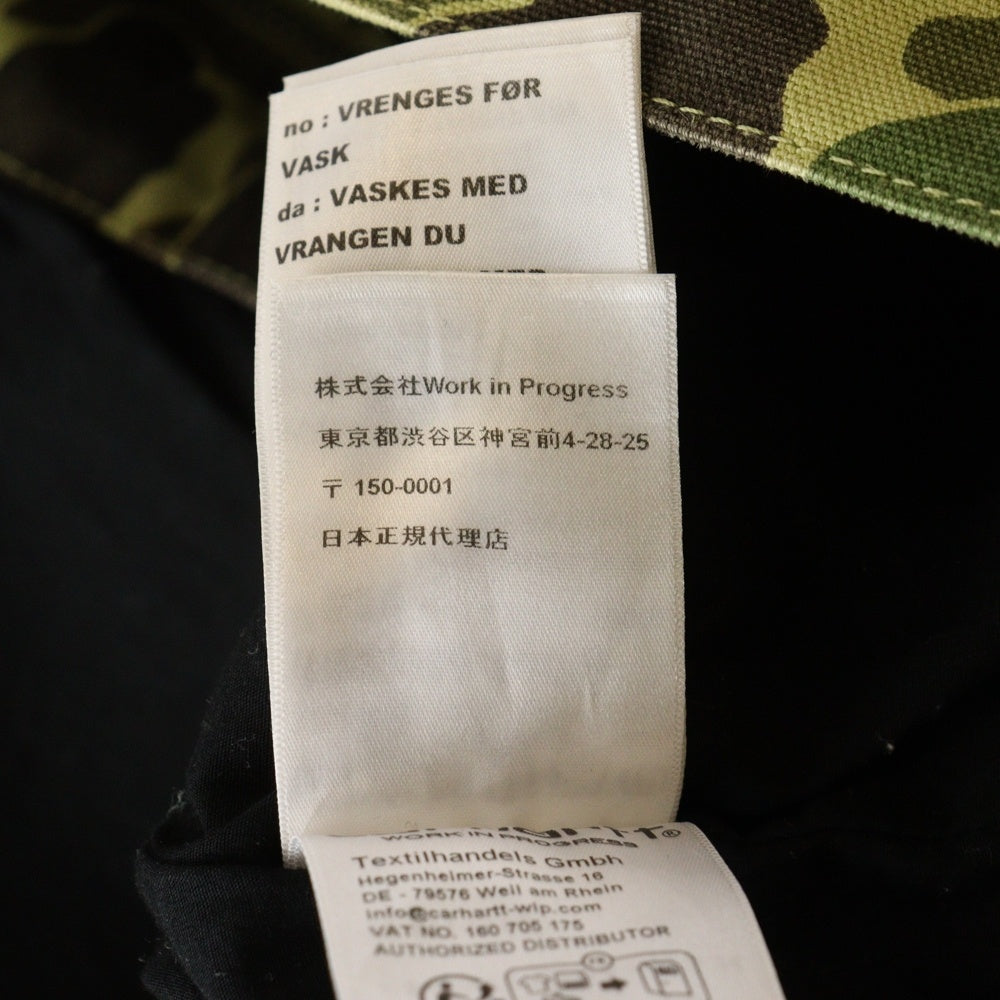 no : VRENGES FØR
VASK
da : VASKES MED
VRANGEN DU
株式会社Work in Progress
東京都渋谷区神宮前4-28-25
〒 150-0001
日本正規代理店
WORK IN PROGRESS
Textilhandels Gmbh
Hegenheimer-Strasse 16
DE - 79576 Weil am Rhein
info@carhartt-wip.com
VAT NO. 160 705 175
AUTHORIZED DISTRIBUTOR